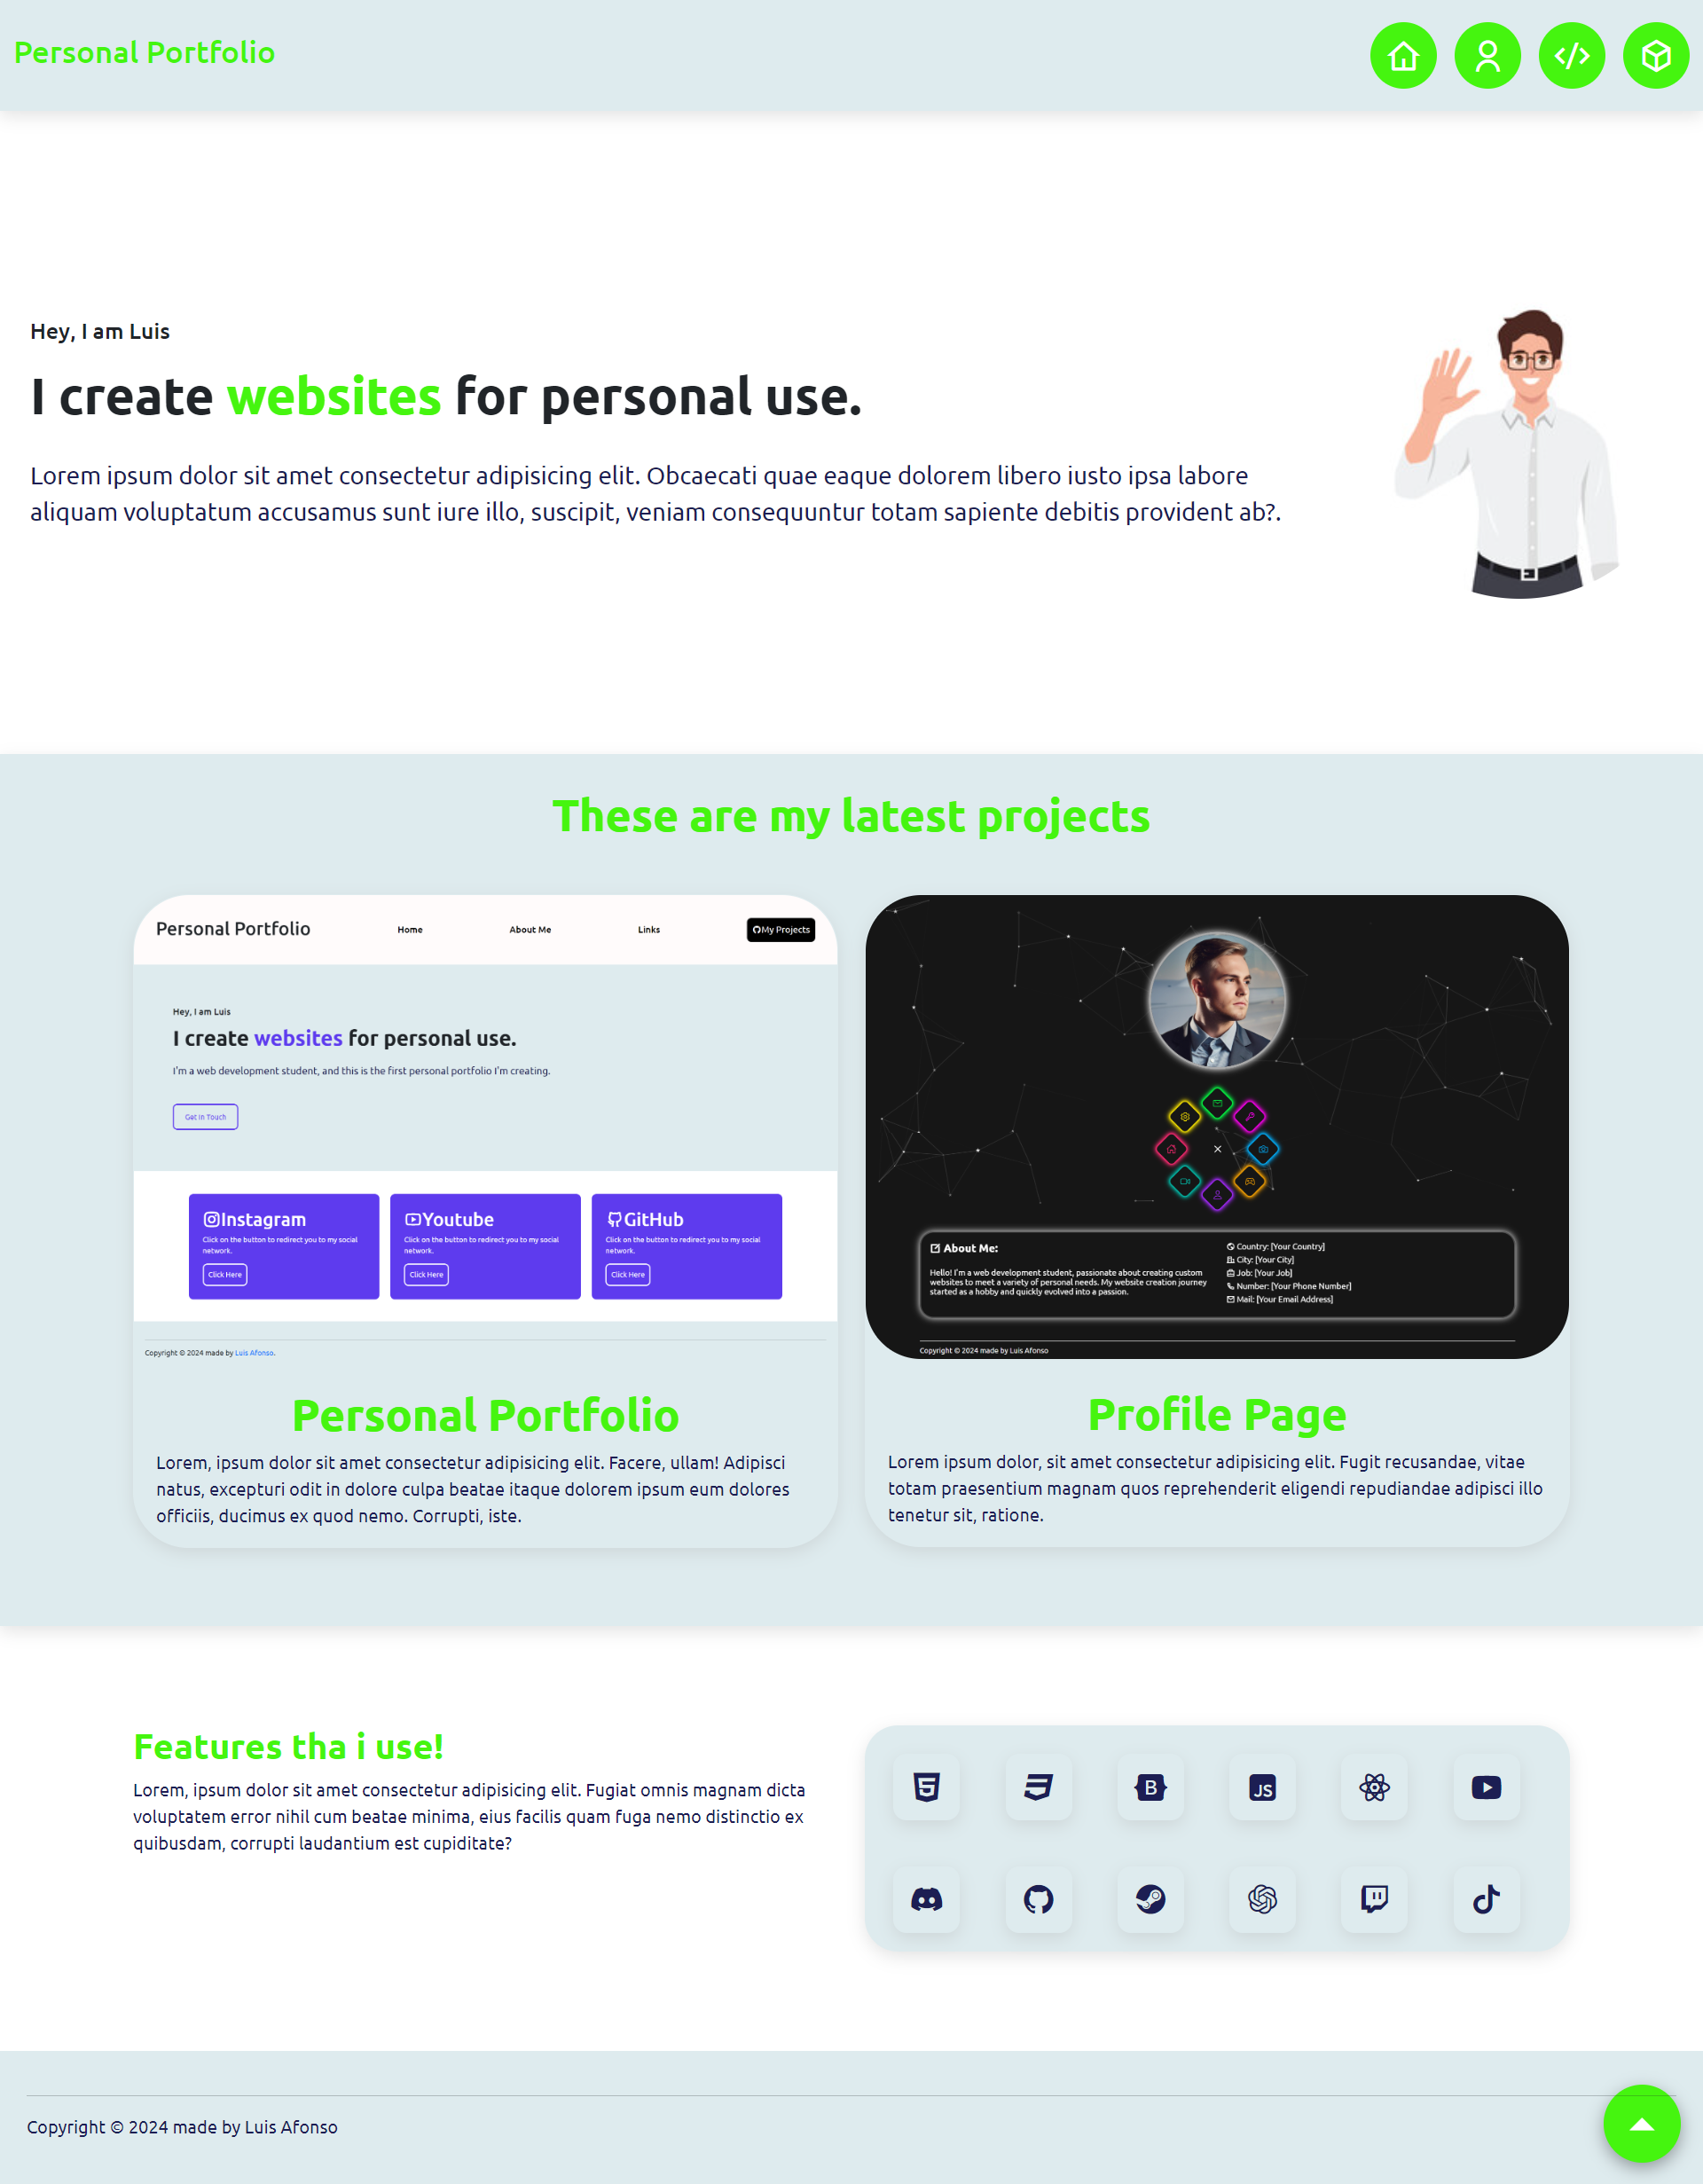 Personal Portfolio
Hey, I am Luis
I create websites for personal use.
Lorem ipsum dolor sit amet consectetur adipisicing elit. Obcaecati quae eaque dolorem libero iusto ipsa labore
aliquam voluptatum accusamus sunt iure illo, suscipit, veniam consequuntur totam sapiente debitis provident ab?.
These are my latest projects
Personal Portfolio
Home
About Me
Links
My Projects
Hey, I am Luis
I create websites for personal use.
I'm a web development student, and this is the first personal portfolio I'm creating.
Get In Touch
Instagram
Click on the button to redirect you to my social
network.
Click Here
Youtube
Click on the button to redirect you to my social
network.
Click Here
GitHub
Click on the button to redirect you to my social
network.
Click Here
Copyright © 2024 made by Luis Afonso.
Personal Portfolio
Lorem, ipsum dolor sit amet consectetur adipisicing elit. Facere, ullam! Adipisci
natus, excepturi odit in dolore culpa beatae itaque dolorem ipsum eum dolores
officiis, ducimus ex quod nemo. Corrupti, iste.
About Me:
Hello! I'm a web development student, passionate about creating custom
websites to meet a variety of personal needs. My website creation journey
started as a hobby and quickly evolved into a passion.
Country: [Your Country]
City: [Your City]
Job: [Your Job]
Number: [Your Phone Number]
Mail: [Your Email Address]
Copyright © 2024 made by Luis Afonso
Profile Page
Lorem ipsum dolor, sit amet consectetur adipisicing elit. Fugit recusandae, vitae
totam praesentium magnam quos reprehenderit eligendi repudiandae adipisci illo
tenetur sit, ratione.
Features tha i use!
Lorem, ipsum dolor sit amet consectetur adipisicing elit. Fugiat omnis magnam dicta
voluptatem error nihil cum beatae minima, eius facilis quam fuga nemo distinctio ex
quibusdam, corrupti laudantium est cupiditate?
B
JS
Copyright © 2024 made by Luis Afonso